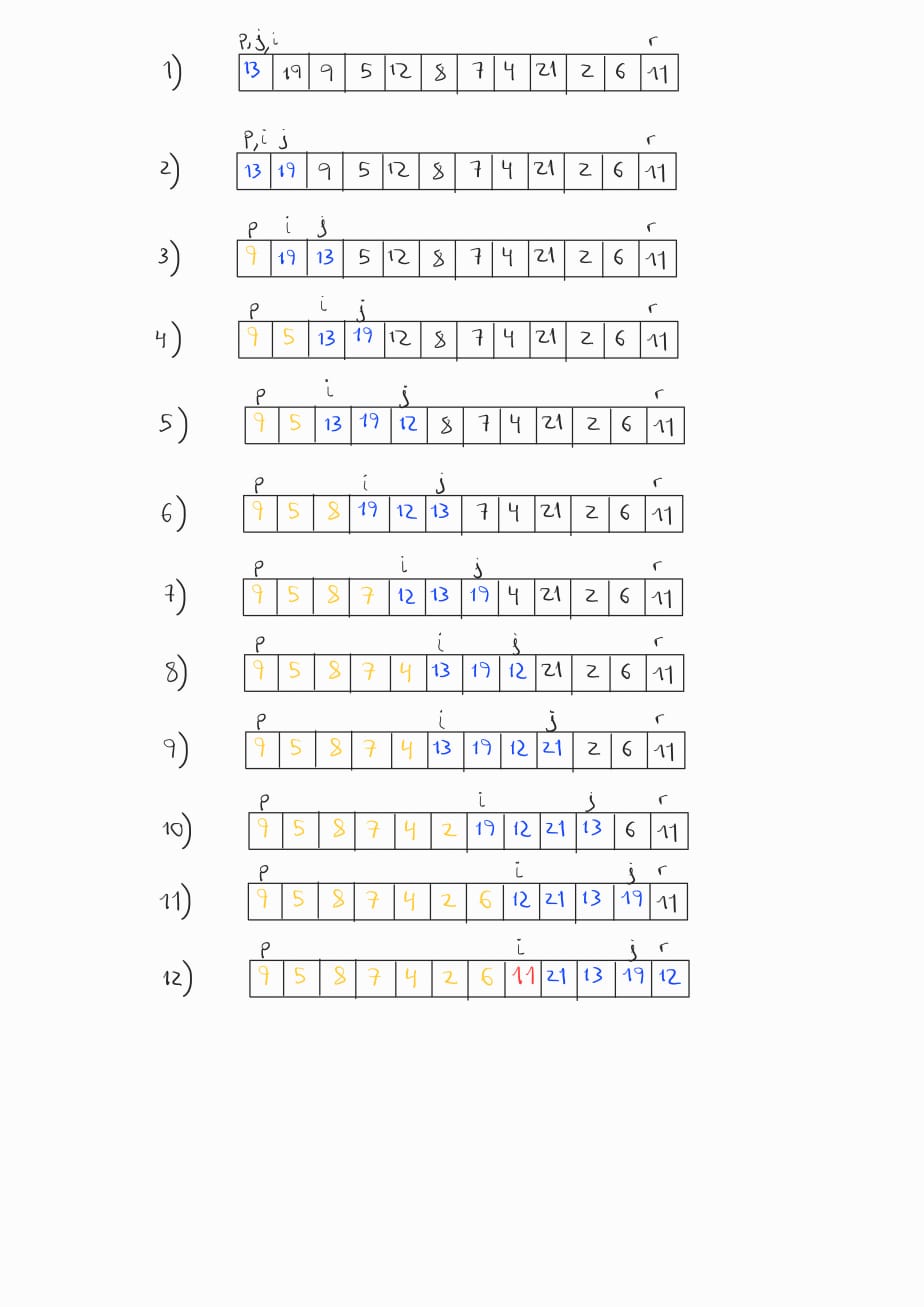 p,j,i r
1) 13 19 9 5 12 8 7 4 21 2 6 11
p,i j r
2) 13 19 9 5 12 8 7 4 21 2 6 11
p i j r
3) 9 19 13 5 12 8 7 4 21 2 6 11
p i j r
4) 9 5 13 19 12 8 7 4 21 2 6 11
p i j r
5) 9 5 13 19 12 8 7 4 21 2 6 11
p i j r
6) 9 5 8 19 12 13 7 4 21 2 6 11
p i j r
7) 9 5 8 7 12 13 19 4 21 2 6 11
p i j r
8) 9 5 8 7 4 13 19 12 21 2 6 11
p i j r
9) 9 5 8 7 4 13 19 12 21 2 6 11
p i j r
10) 9 5 8 7 4 2 19 12 21 13 6 11
p i j r
11) 9 5 8 7 4 2 6 12 21 13 19 11
p i j r
12) 9 5 8 7 4 2 6 11 21 13 19 12